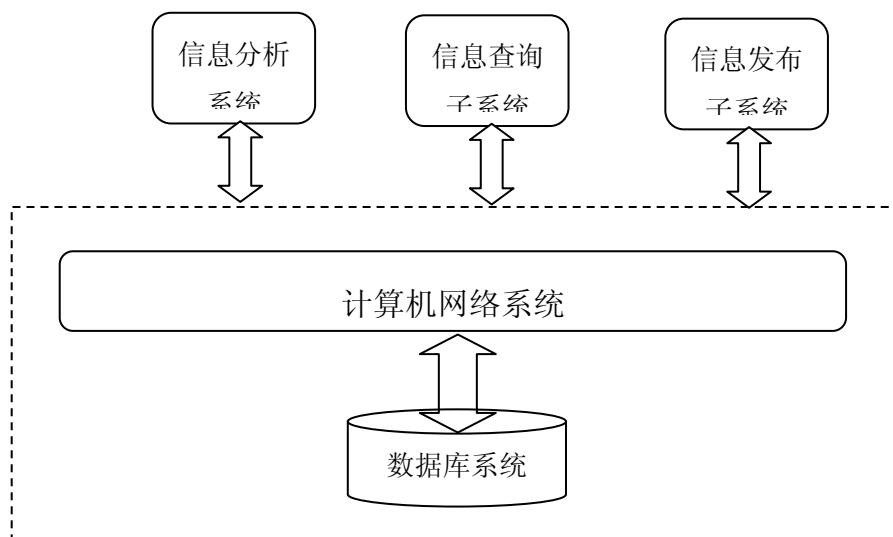 信息分析
系统
信息查询
子系统
信息发布
子系统
计算机网络系统
数据库系统